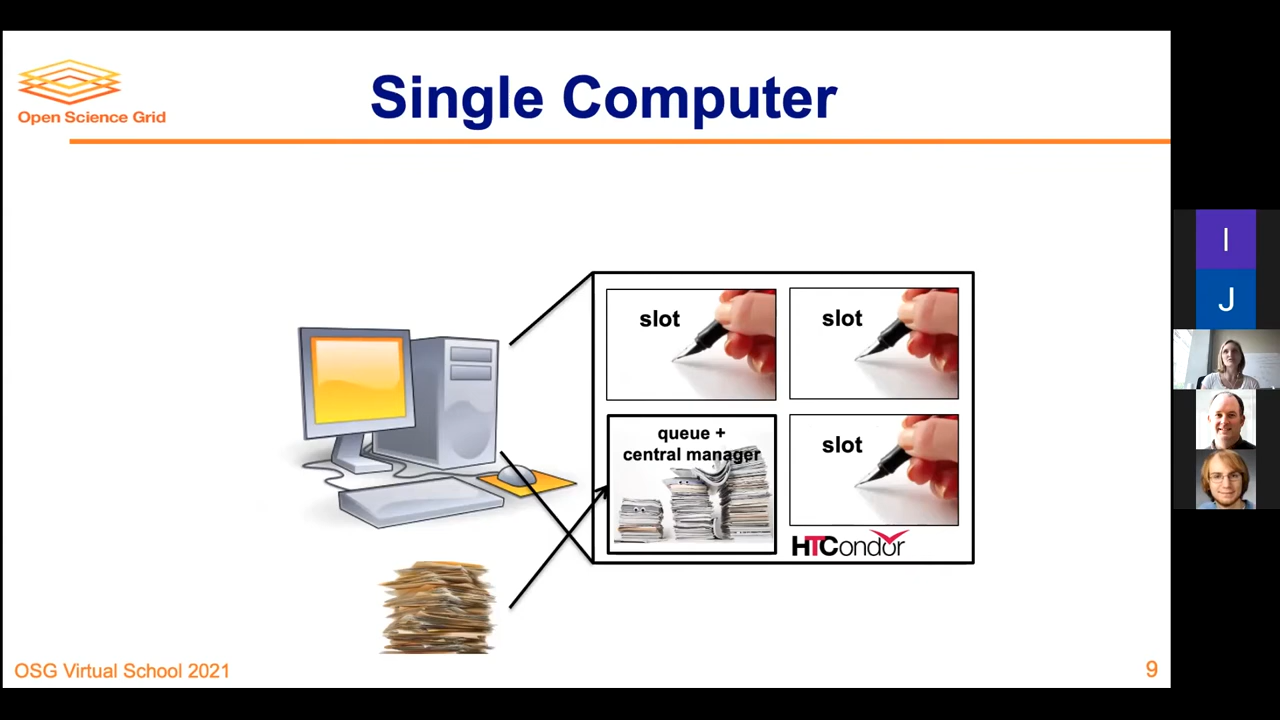 Single Computer
Open Science Grid
slot
slot
queue +
central manager
slot
HTCondor
OSG Virtual School 2021
9
I
J